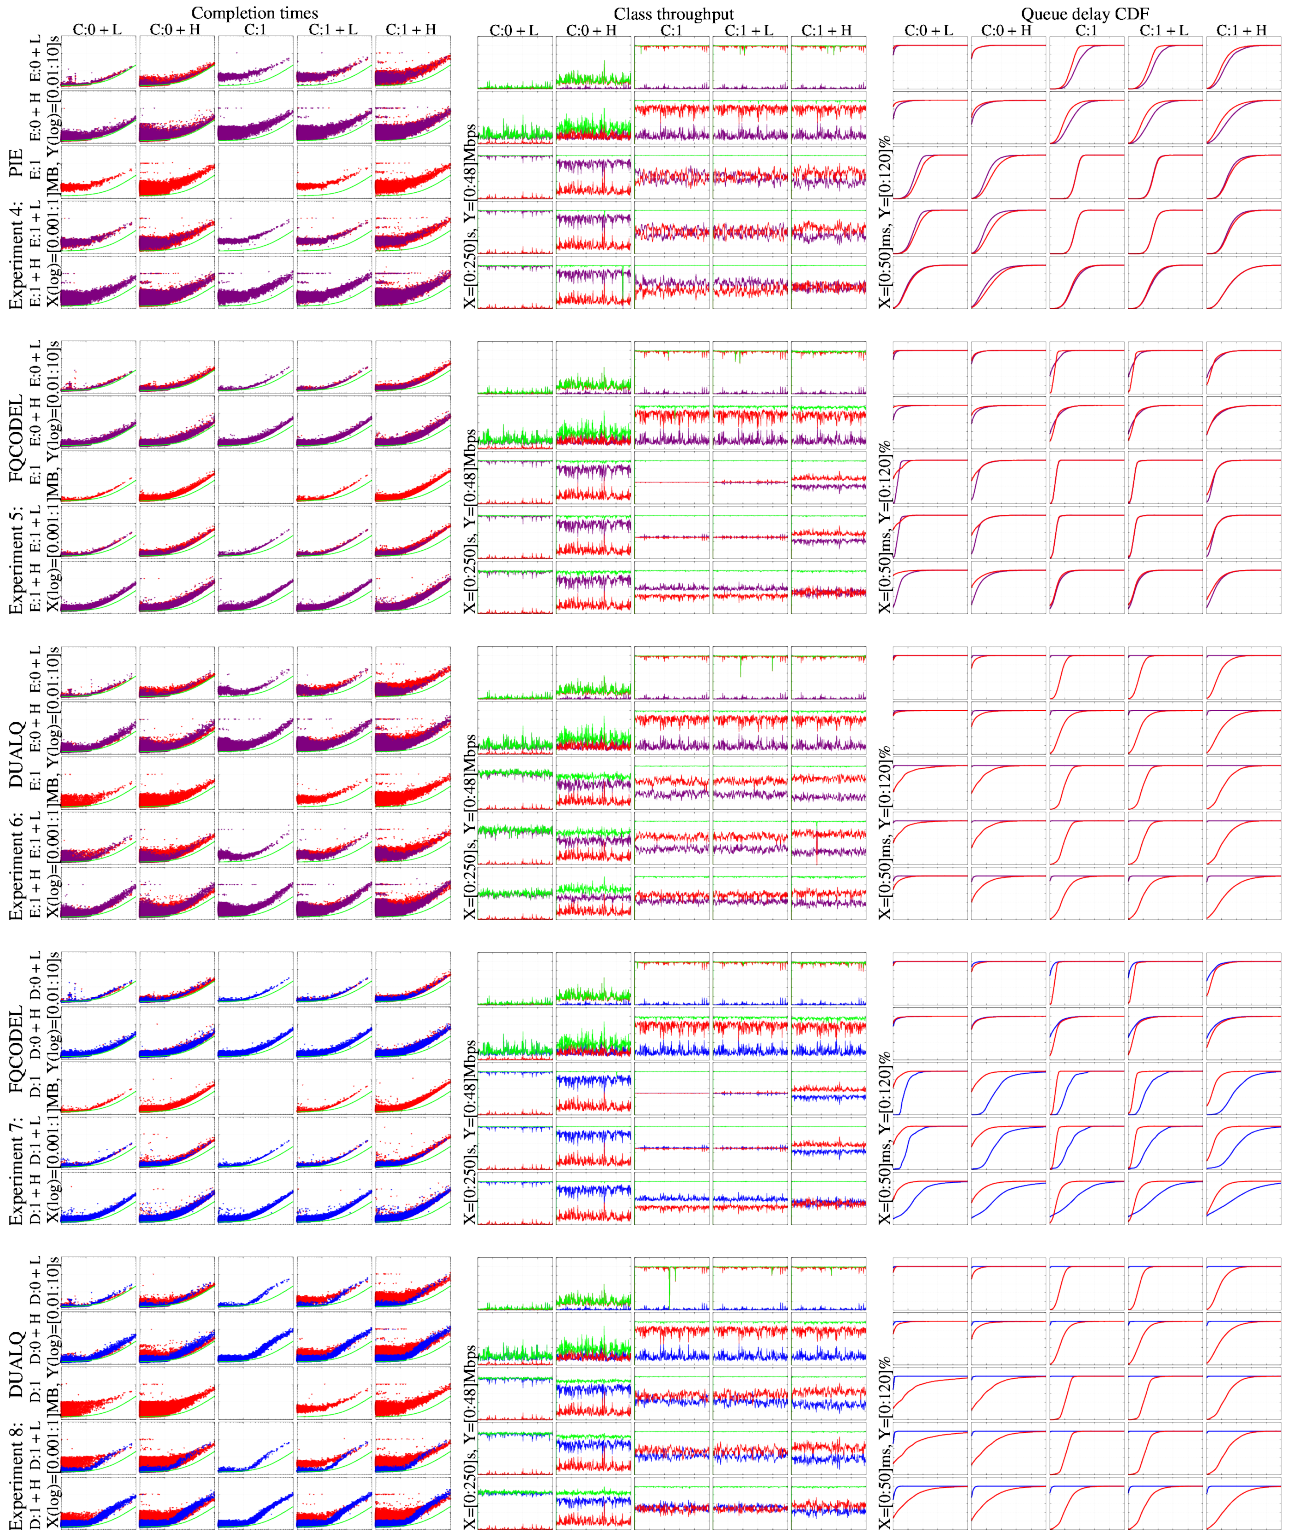 Completion times
Class throughput
Queue delay CDF
C:0 + L C:0 + H C:1 C:1 + L C:1 + H
C:0 + L C:0 + H C:1 C:1 + L C:1 + H
C:0 + L C:0 + H C:1 C:1 + L C:1 + H
Experiment 4: PIE
E:1 + H E:1 + L E:1 E:0 + H E:0 + L
X(log)=[0.001:1]MB, Y(log)=[0.01:10]s
X=[0:250]s, Y=[0:48]Mbps
X=[0:50]ms, Y=[0:120]%
Experiment 5: FQCODEL
E:1 + H E:1 + L E:1 E:0 + H E:0 + L
X(log)=[0.001:1]MB, Y(log)=[0.01:10]s
X=[0:250]s, Y=[0:48]Mbps
X=[0:50]ms, Y=[0:120]%
Experiment 6: DUALQ
E:1 + H E:1 + L E:1 E:0 + H E:0 + L
X(log)=[0.001:1]MB, Y(log)=[0.01:10]s
X=[0:250]s, Y=[0:48]Mbps
X=[0:50]ms, Y=[0:120]%
Experiment 7: FQCODEL
D:1 + H D:1 + L D:1 D:0 + H D:0 + L
X(log)=[0.001:1]MB, Y(log)=[0.01:10]s
X=[0:250]s, Y=[0:48]Mbps
X=[0:50]ms, Y=[0:120]%
Experiment 8: DUALQ
D:1 + H D:1 + L D:1 D:0 + H D:0 + L
X(log)=[0.001:1]MB, Y(log)=[0.01:10]s
X=[0:250]s, Y=[0:48]Mbps
X=[0:50]ms, Y=[0:120]%